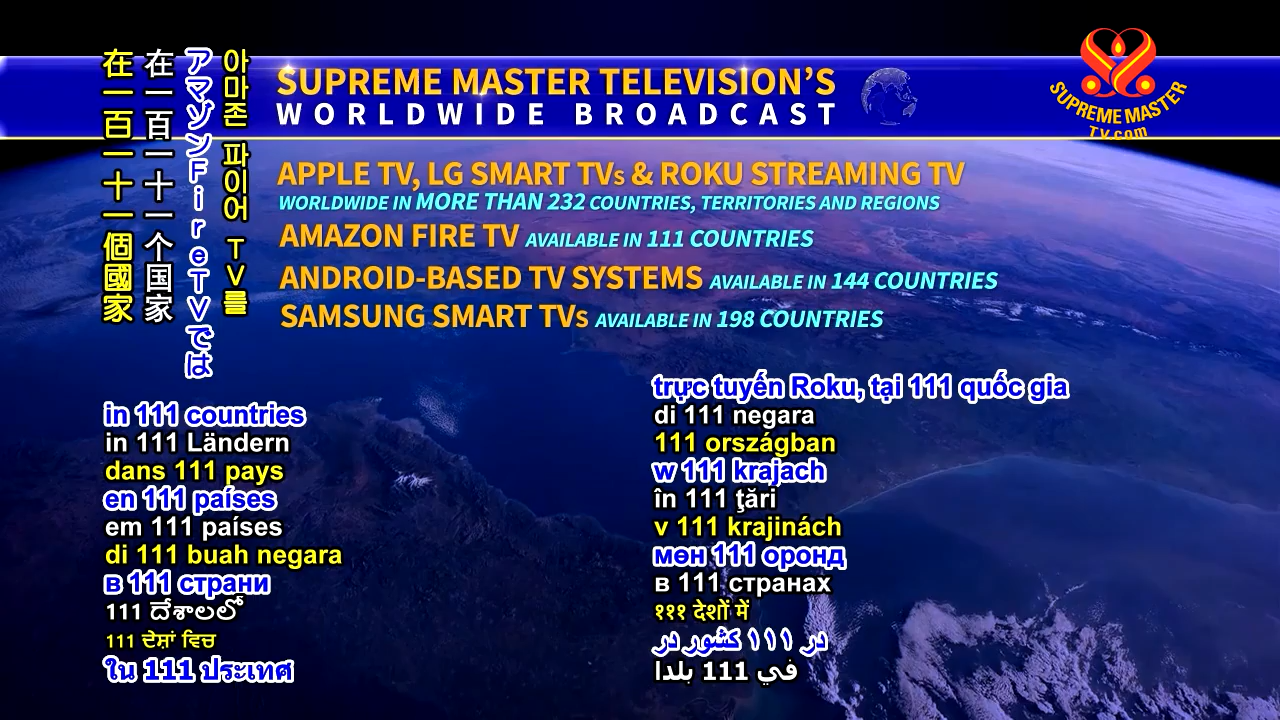 在一百一十一個國家
在一百一十一个国家
アマゾンFireTVでは
아마존 파이어 TV를
SUPREME MASTER TELEVISION’S
WORLDWIDE BROADCAST
SUPREME MASTER
TV.com
APPLE TV, LG SMART TVs & ROKU STREAMING TV
WORLDWIDE IN MORE THAN 232 COUNTRIES, TERRITORIES AND REGIONS
AMAZON FIRE TV AVAILABLE IN 111 COUNTRIES
ANDROID-BASED TV SYSTEMS AVAILABLE IN 144 COUNTRIES
SAMSUNG SMART TVs AVAILABLE IN 198 COUNTRIES
in 111 countries
in 111 Ländern
dans 111 pays
en 111 países
em 111 países
di 111 buah negara
в 111 страни
111 దేశాలలో
111 ਦੇਸ਼ਾਂ ਵਿਚ
ใน 111 ประเทศ
trực tuyến Roku, tại 111 quốc gia
di 111 negara
111 országban
w 111 krajach
în 111 ţări
v 111 krajinách
мөн 111 оронд
в 111 странах
१११ देशों में
در ۱۱۱ کشور در
في 111 بلدا